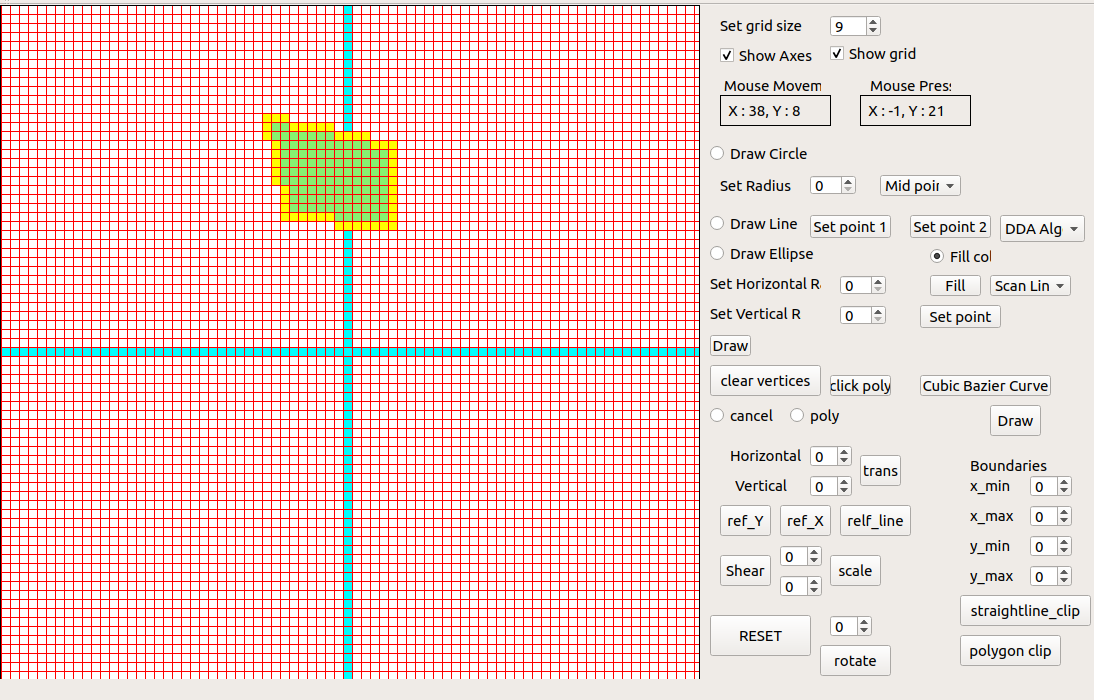 Set grid size 9
Show Axes Show grid
Mouse Movem Mouse Pres
X : 38, Y : 8 X : -1, Y : 21
Draw Circle
Set Radius 0 Mid poir
Draw Line Set point 1 Set point 2 DDA Alg
Draw Ellipse Fill col
Set Horizontal R 0 Fill Scan Lin
Set Vertical R 0 Set point
Draw
clear vertices click poly Cubic Bazier Curve
cancel poly Draw
Horizontal 0 trans Boundaries
Vertical 0 x_min 0
ref_Y ref_X relf_line x_max 0
Shear 0 scale y_min 0
0 y_max 0
straightline_clip
RESET 0 polygon clip
rotate